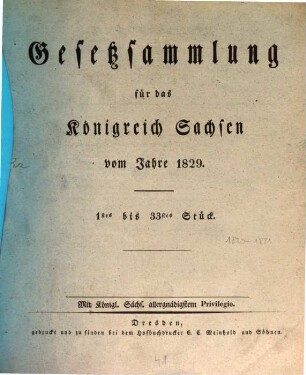 Gesetzsammlung
für das
Königreich Sachsen
vom Jahre 1829.
1stes bis 33stes Stück.
Mit Königl. Sächs. allergnädigstem Privilegio.
Dresden,
gedruckt und zu finden bei dem Hofbuchdrucker C. C. Meinhold und Söhnen.